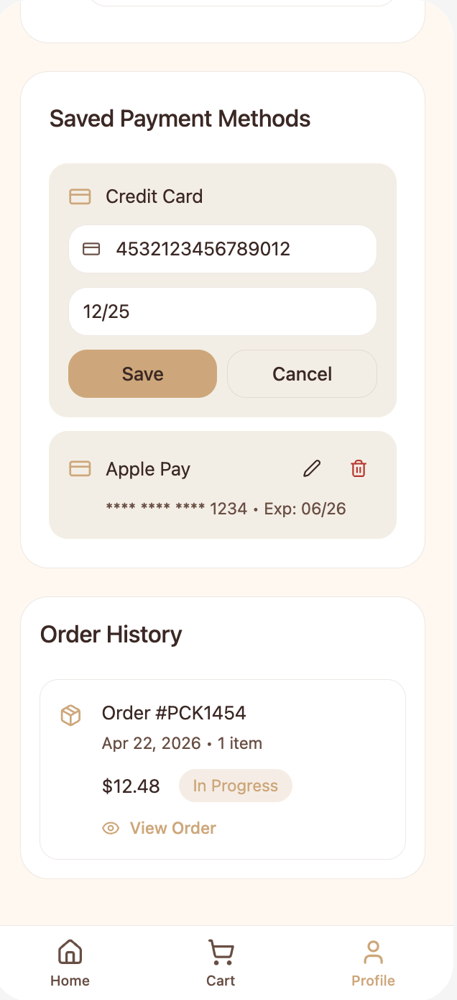 Saved Payment Methods
Credit Card
4532123456789012
12/25
Save Cancel
Apple Pay
**** **** **** 1234 • Exp: 06/26
Order History
Order #PCK1454
Apr 22, 2026 • 1 item
$12.48 In Progress
View Order
Home Cart Profile